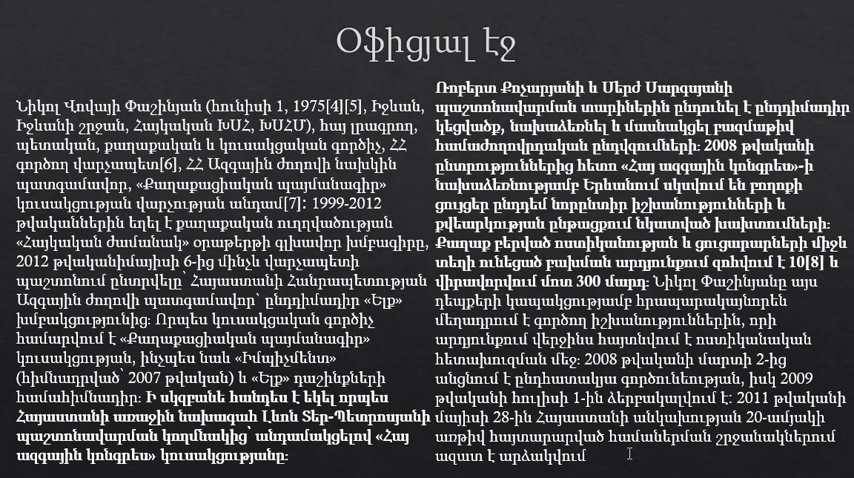 Օֆիցյալ էջ
Նիկոլ Վովայի Փաշինյան (հունիսի 1, 1975[4][5], Իջևան,
Իջևանի շրջան, Հայկական ԽՍՀ, ԽՍՀՄ), հայ լրագրող,
պետական, քաղաքական և կուսակցական գործիչ, ՀՀ
գործող վարչապետ[6], ՀՀ Ազգային ժողովի նախկին
պատգամավոր, «Քաղաքացիական պայմանագիր»
կուսակցության վարչության անդամ[7]: 1999-2012
թվականներին եղել է քաղաքական ուղղվածության
«Հայկական ժամանակ» օրաթերթի գլխավոր խմբագիրը,
2012 թվականիմայիսի 6-ից մինչև վարչապետի
պաշտոնում ընտրվելը՝ Հայաստանի Հանրապետության
Ազգային ժողովի պատգամավոր՝ ընդդիմադիր «Ելք»
խմբակցությունից։ Որպես կուսակցական գործիչ
համարվում է «Քաղաքացիական պայմանագիր»
կուսակցության, ինչպես նաև «Իմպիչմենտ»
(հիմնադրված՝ 2007 թվական) և «Ելք» դաշինքների
համահիմնադիր։ Ի սկզբանե հանդես է եկել որպես
Հայաստանի առաջին նախագահ Լևոն Տեր-Պետրոսյանի
պաշտոնավարման կողմնակից՝ անդամակցելով «Հայ
ազգային կոնգրես» կուսակցությանը։
Ռոբերտ Քոչարյանի և Սերժ Սարգսյանի
պաշտոնավարման տարիներին ընդունել է ընդդիմադիր
կեցվածք, նախաձեռնել և մասնակցել բազմաթիվ
համաժողովրդական ընդվզումների։ 2008 թվականի
ընտրություններից հետո «Հայ ազգային կոնգրես»-ի
նախաձեռնությամբ Երևանում սկսվում են բողոքի
ցույցեր ընդդեմ նորընտիր իշխանությունների և
քվեարկության ընթացքում նկատված խախտումների։
Քաղաք բերված ոստիկանության և ցուցարարների միջև
տեղի ունեցած բախման արդյունքում զոհվում է 10[8] և
վիրավորվում մոտ 300 մարդ։ Նիկոլ Փաշինյանը այս
դեպքերի կապակցությամբ հրապարակայնորեն
մեղադրում է գործող իշխանություններին, որի
արդյունքում վերջինս հայտնվում է ոստիկանական
հետախուզման մեջ։ 2008 թվականի մարտի 2-ից
անցնում է ընդհատակյա գործունեության, իսկ 2009
թվականի հուլիսի 1-ին ձերբակալվում է։ 2011 թվականի
մայիսի 28-ին Հայաստանի անկախության 20-ամյակի
առթիվ հայտարարված համաներման շրջանակներում
ազատ է արձակվում